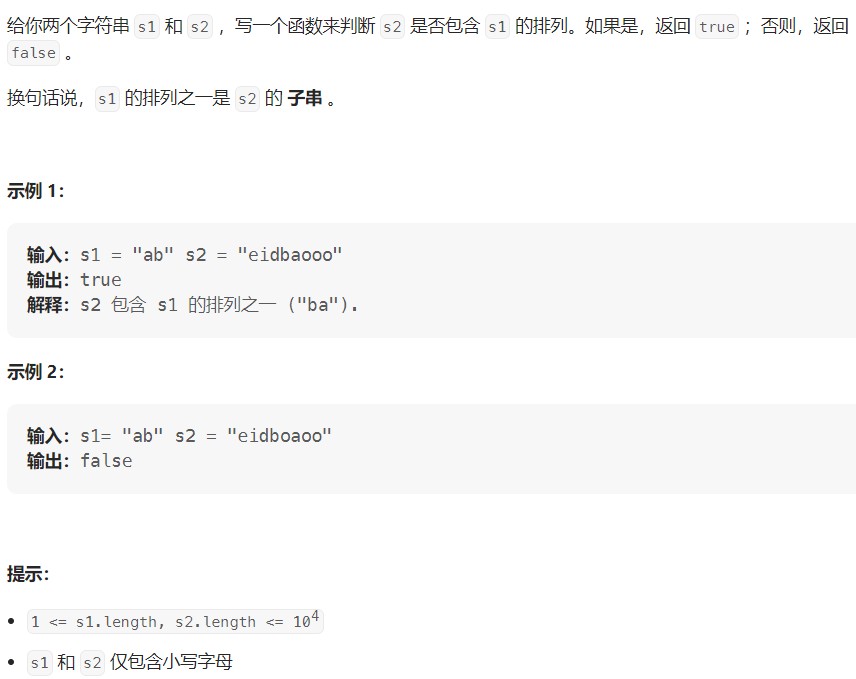 给你两个字符串 s1 和 s2 ，写一个函数来判断 s2 是否包含 s1 的排列。如果是，返回 true ；否则，返回
false 。
换句话说，s1 的排列之一是 s2 的 子串 。
示例 1：
输入：s1 = "ab" s2 = "eidbaooo"
输出：true
解释：s2 包含 s1 的排列之一 ("ba").
示例 2：
输入：s1= "ab" s2 = "eidboaoo"
输出：false
提示：
• 1 <= s1.length, s2.length <= 10⁴
• s1 和 s2 仅包含小写字母